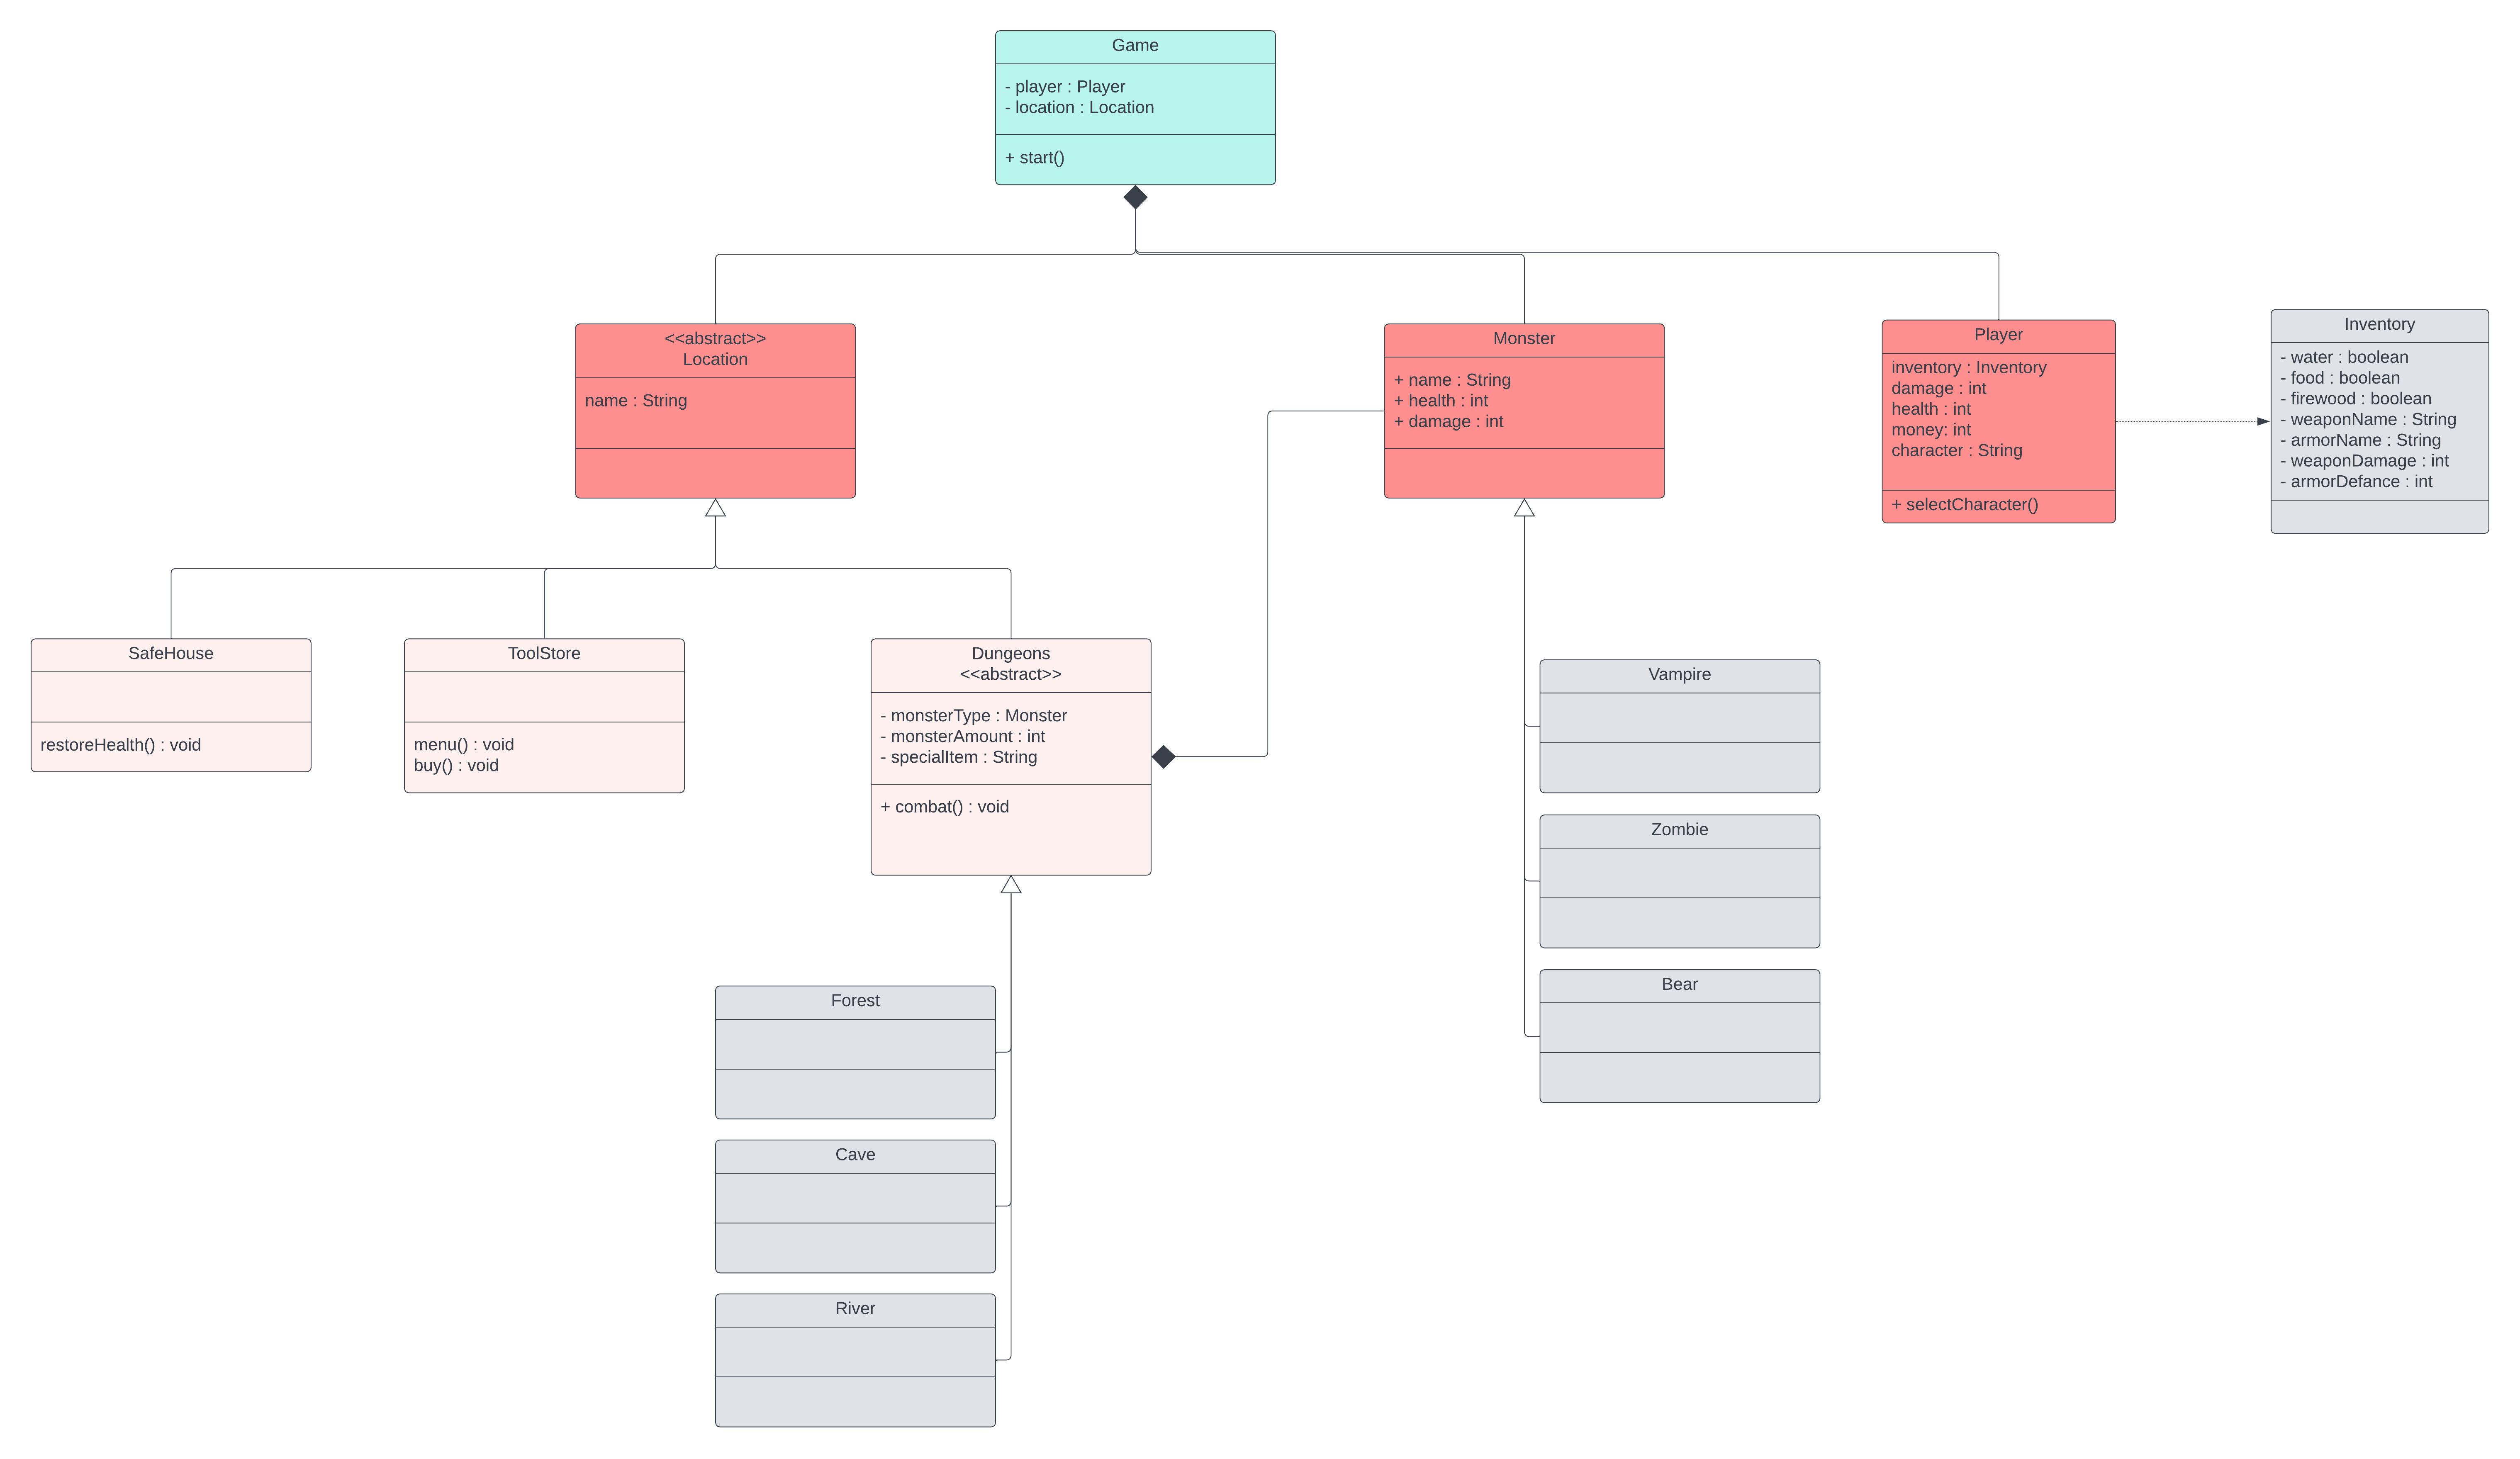 Game
- player : Player
- location : Location
+ start()
<<abstract>>
Location
name : String
Monster
+ name : String
+ health : int
+ damage : int
Player
inventory : Inventory
damage : int
health : int
money: int
character : String
+ selectCharacter()
Inventory
- water : boolean
- food : boolean
- firewood : boolean
- weaponName : String
- armorName : String
- weaponDamage : int
- armorDefance : int
SafeHouse
restoreHealth() : void
ToolStore
menu() : void
buy() : void
Dungeons
<<abstract>>
- monsterType : Monster
- monsterAmount : int
- specialItem : String
+ combat() : void
Vampire
Zombie
Bear
Forest
Cave
River